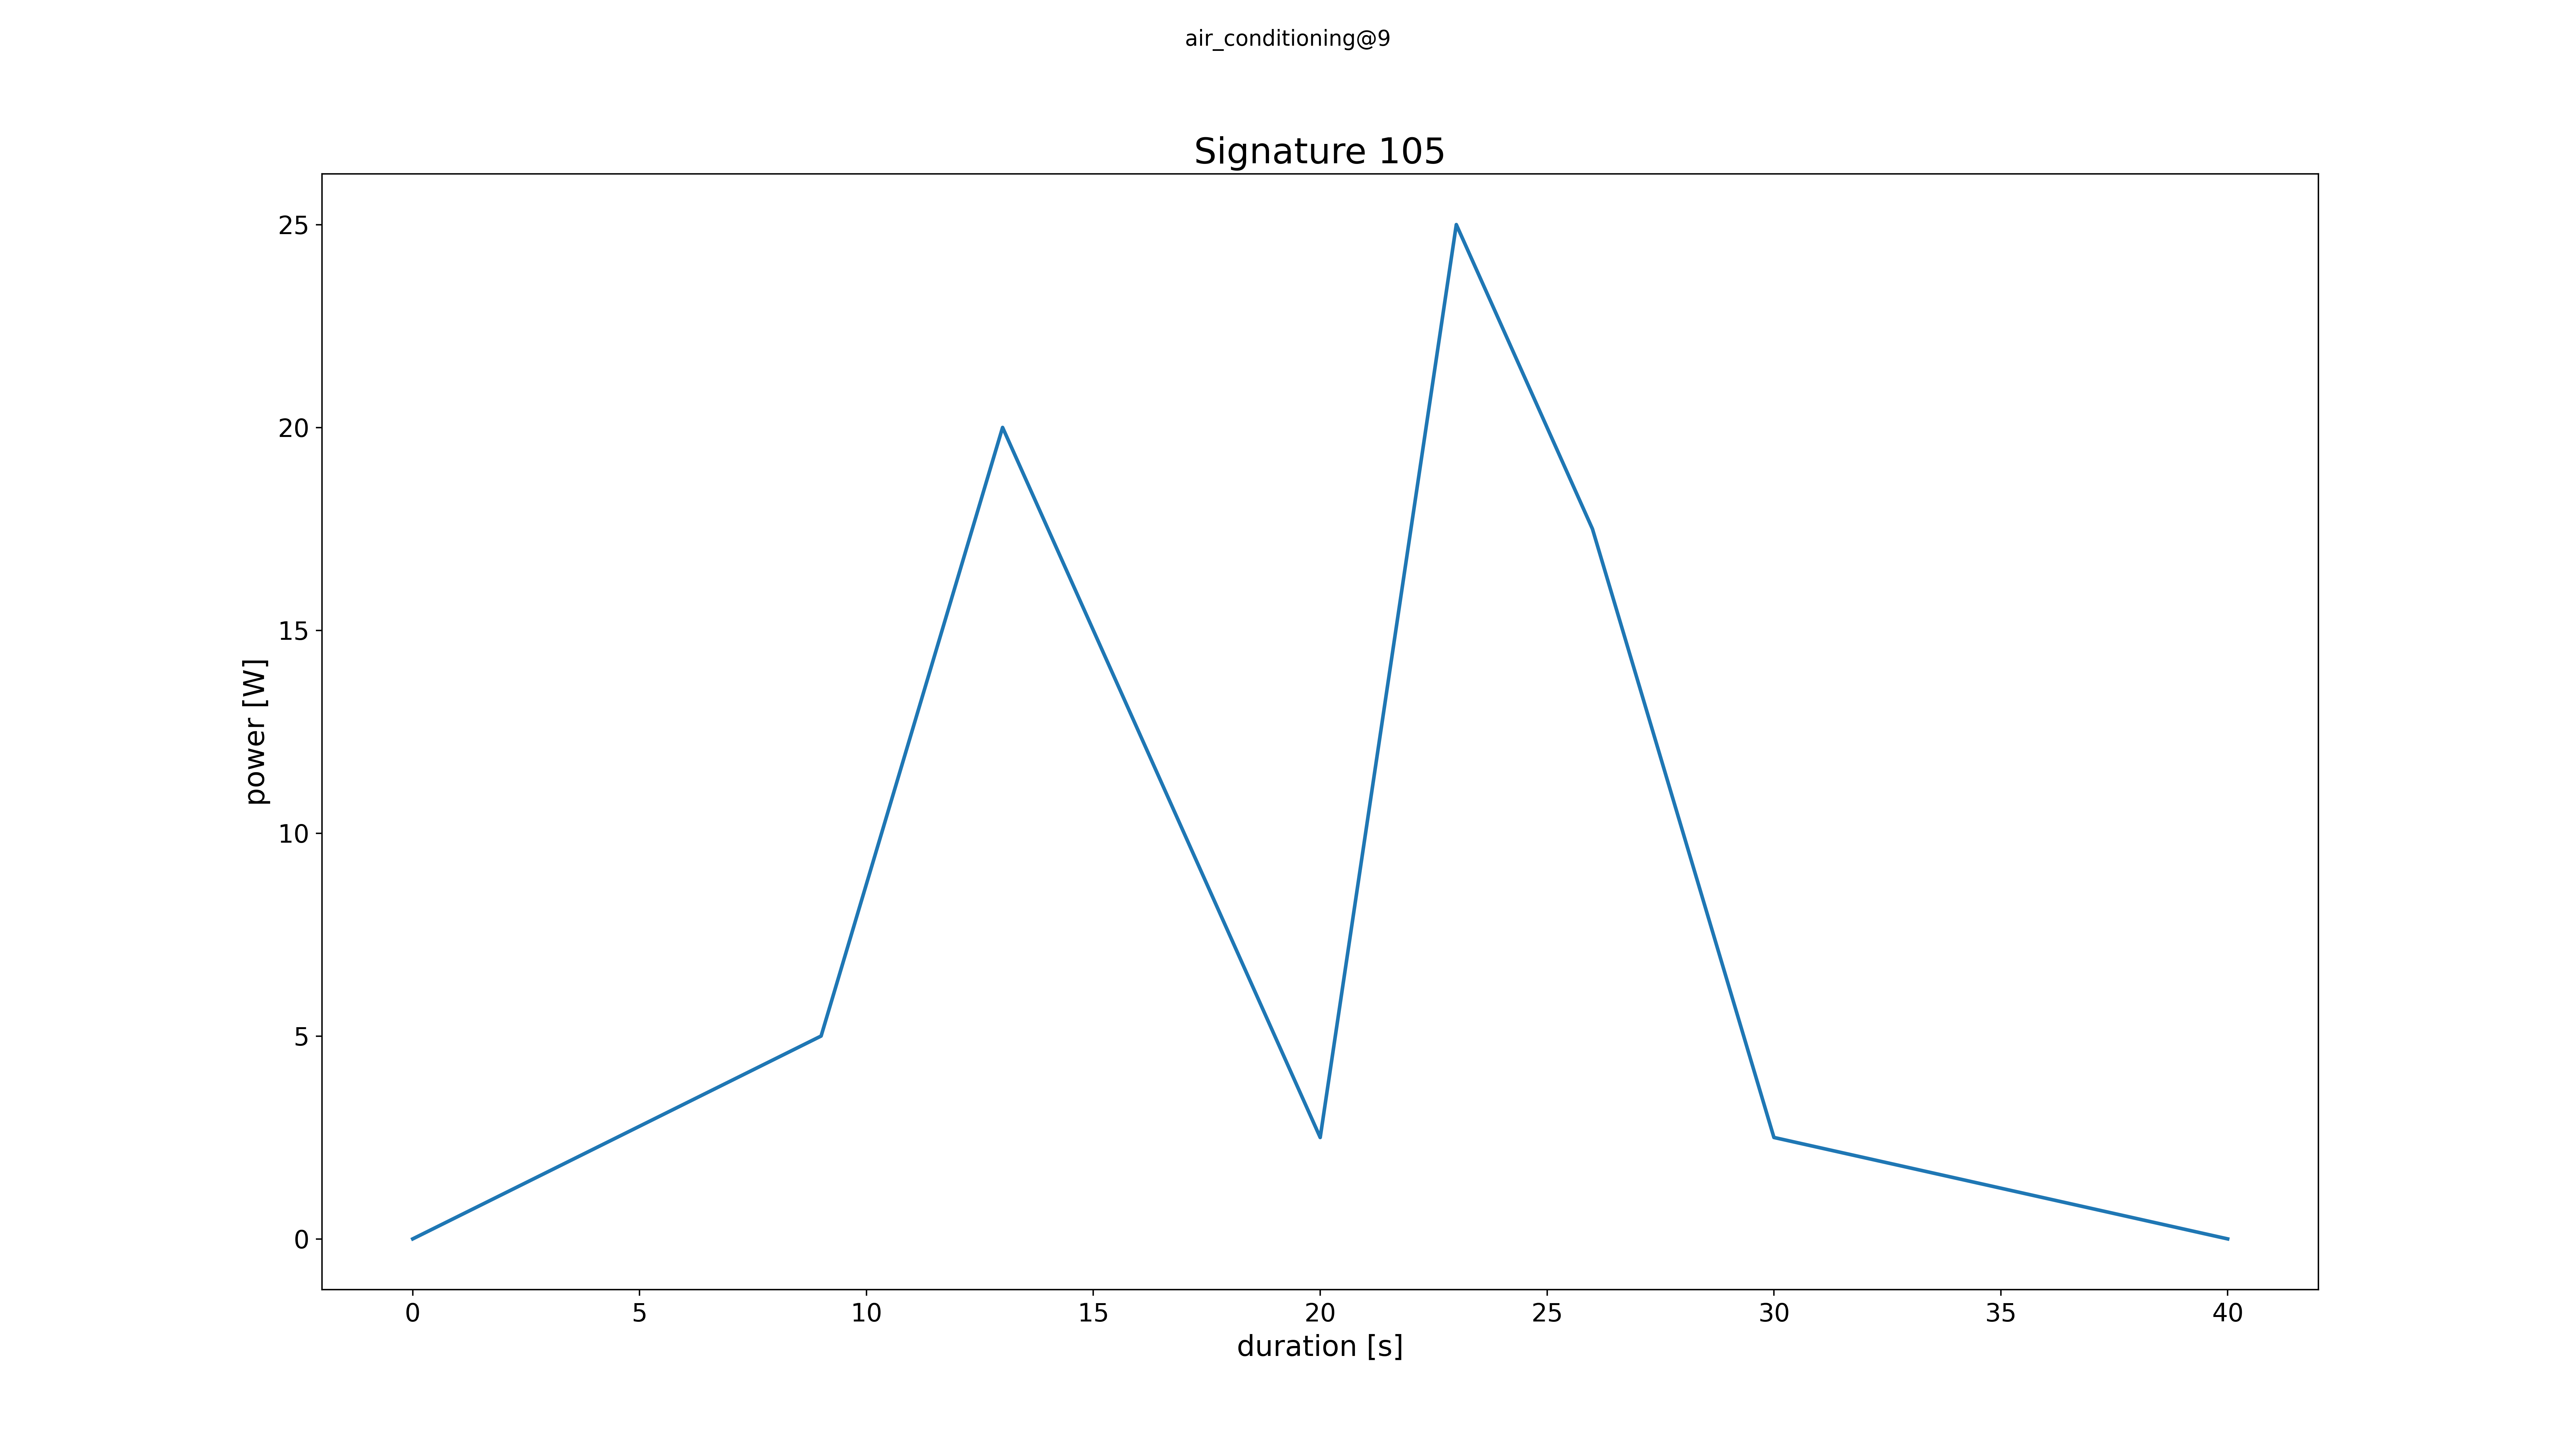 air_conditioning@9
Signature 105
power [W]
25
20
15
10
5
0
0 5 10 15 20 25 30 35 40
duration [s]